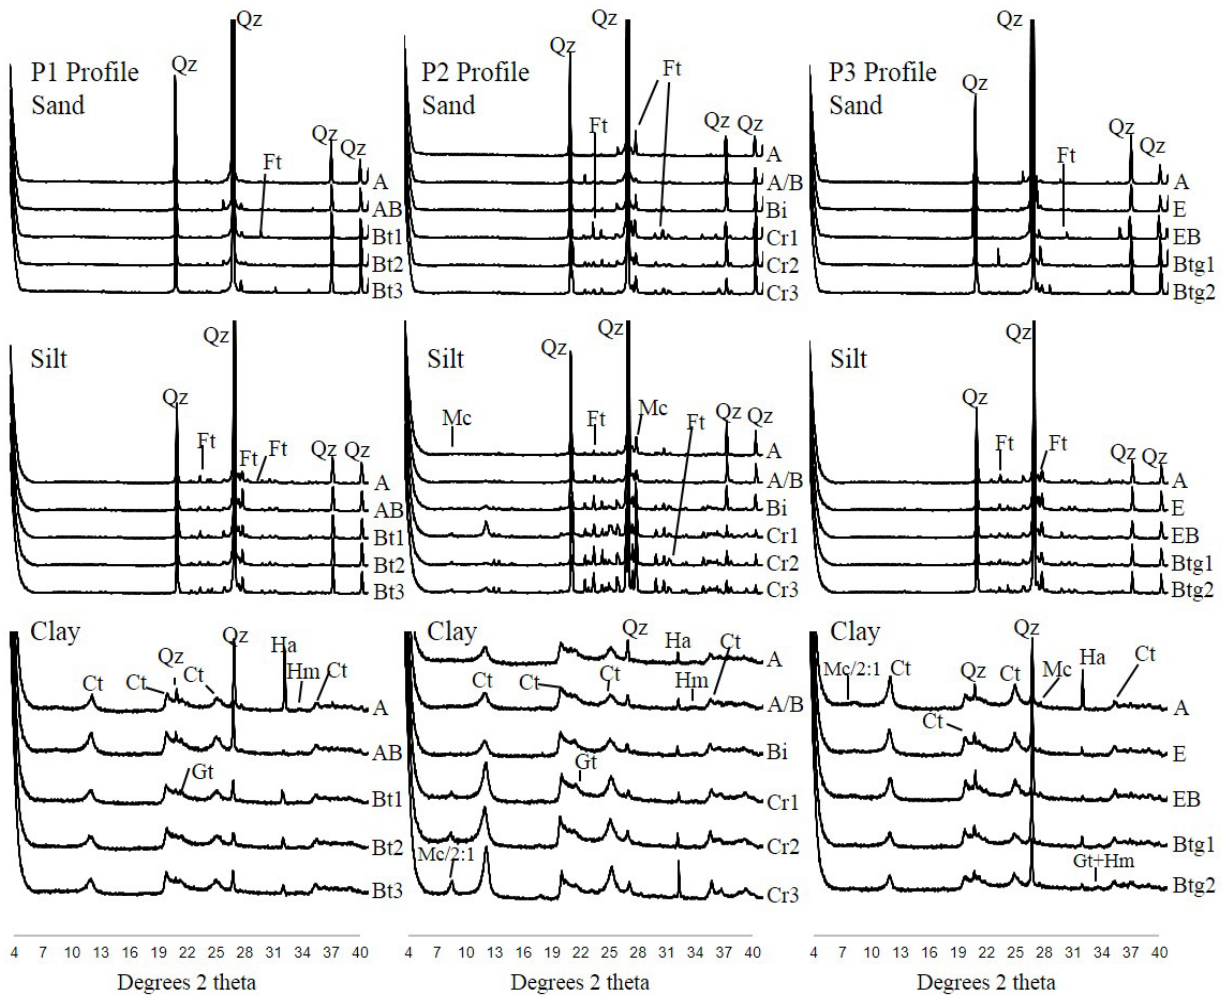 P1 Profile
Sand
Qz
Qz
Ft
Qz
Qz
A
AB
Bt1
Bt2
Bt3
P2 Profile
Sand
Qz
Qz
Ft
Ft
Qz
Qz
A
A/B
Bi
Cr1
Cr2
Cr3
P3 Profile
Sand
Qz
Qz
Ft
Qz
Qz
A
E
EB
Btg1
Btg2
Silt
Qz
Qz
Ft
Ft
Ft
Qz
Qz
A
AB
Bt1
Bt2
Bt3
Silt
Mc
Qz
Qz
Ft
Mc
Ft
Qz
Qz
A
A/B
Bi
Cr1
Cr2
Cr3
Silt
Qz
Qz
Ft
Ft
Qz
Qz
A
E
EB
Btg1
Btg2
Clay
Ct
Ct
Qz
Ct
Qz
Ha
Hm
Ct
Gt
A
AB
Bt1
Bt2
Bt3
Clay
Qz
Ha
Ct
Ct
Ct
Ct
Hm
Gt
Mc/2:1
A
A/B
Bi
Cr1
Cr2
Cr3
Clay
Mc/2:1
Ct
Qz
Ct
Qz
Mc
Ha
Ct
Ct
Gt+Hm
A
E
EB
Btg1
Btg2
4 7 10 13 16 19 22 25 28 31 34 37 40
Degrees 2 theta
4 7 10 13 16 19 22 25 28 31 34 37 40
Degrees 2 theta
4 7 10 13 16 19 22 25 28 31 34 37 40
Degrees 2 theta